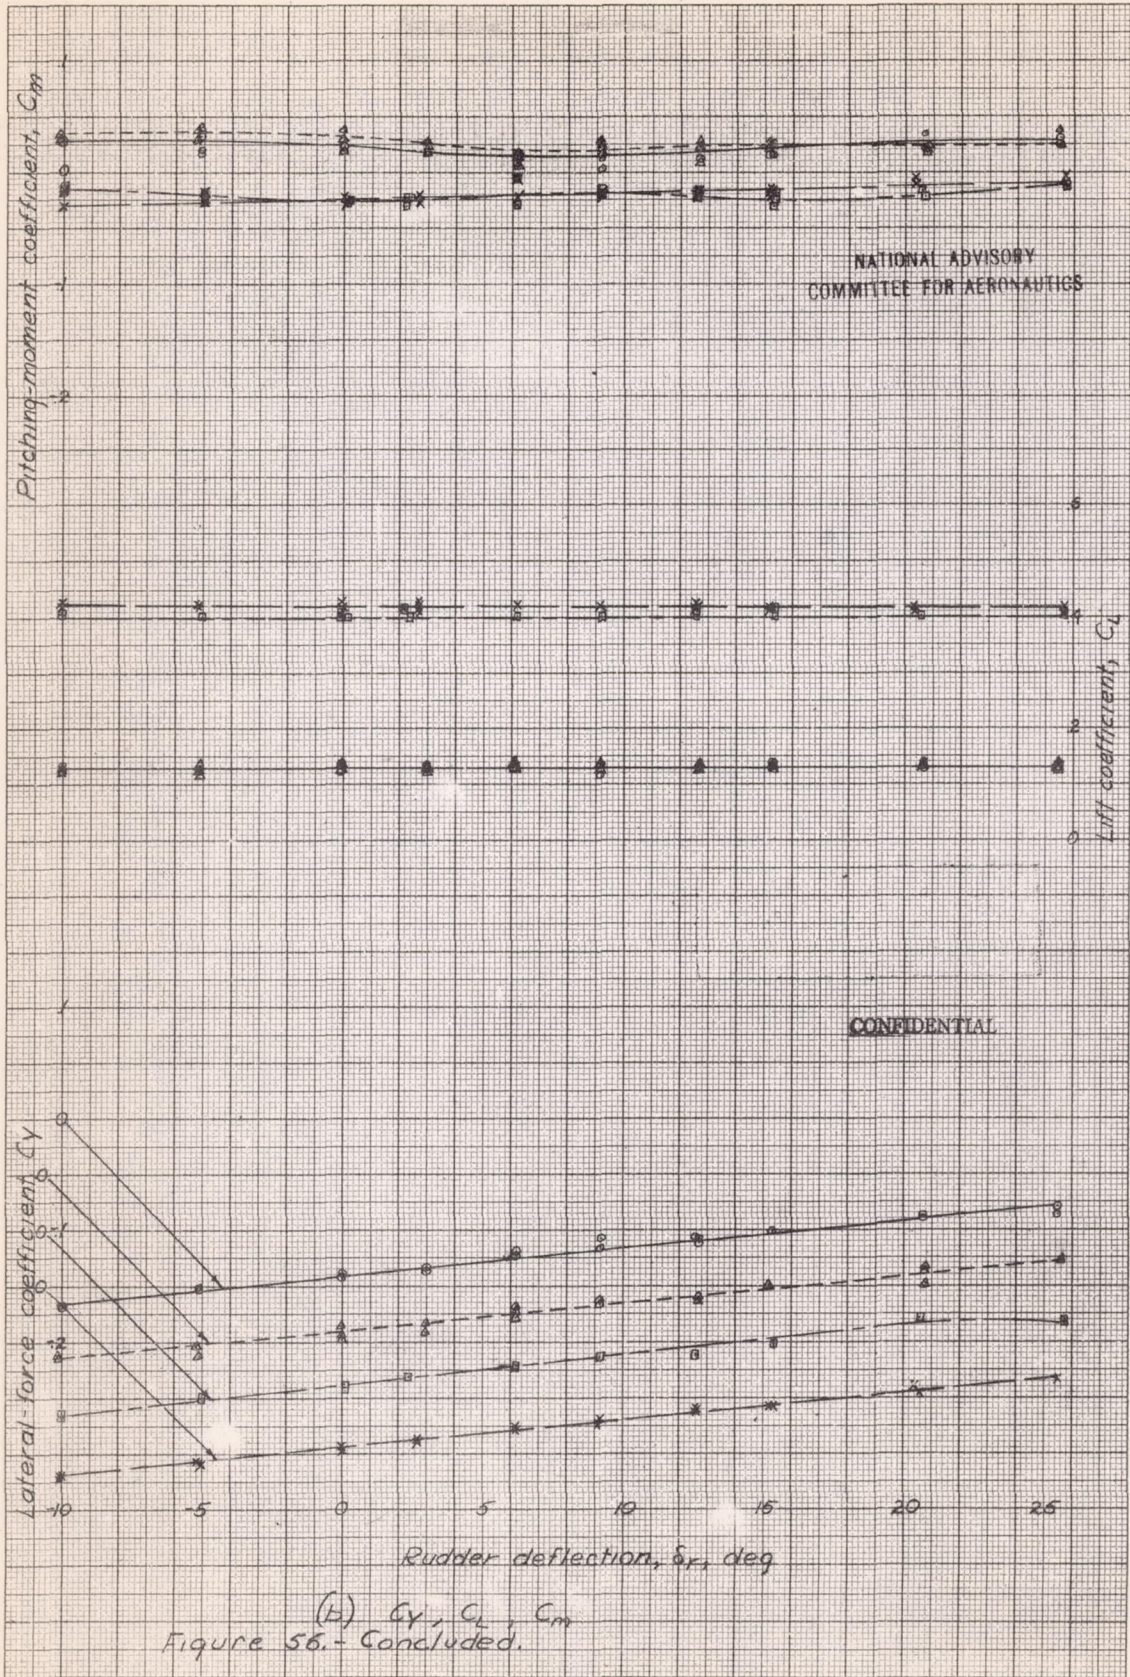 Pitching-moment coefficient, Cm
.1
0
-.1
-.2
NATIONAL ADVISORY
COMMITTEE FOR AERONAUTICS
.6
.4
.2
0
Lift coefficient, CL
CONFIDENTIAL
Lateral-force coefficient, CY
.1
0
0
0
-.1
0
-.2
-10
-5
0
5
10
15
20
25
Rudder deflection, δr, deg
(b) CY, CL, Cm
Figure 56.- Concluded.